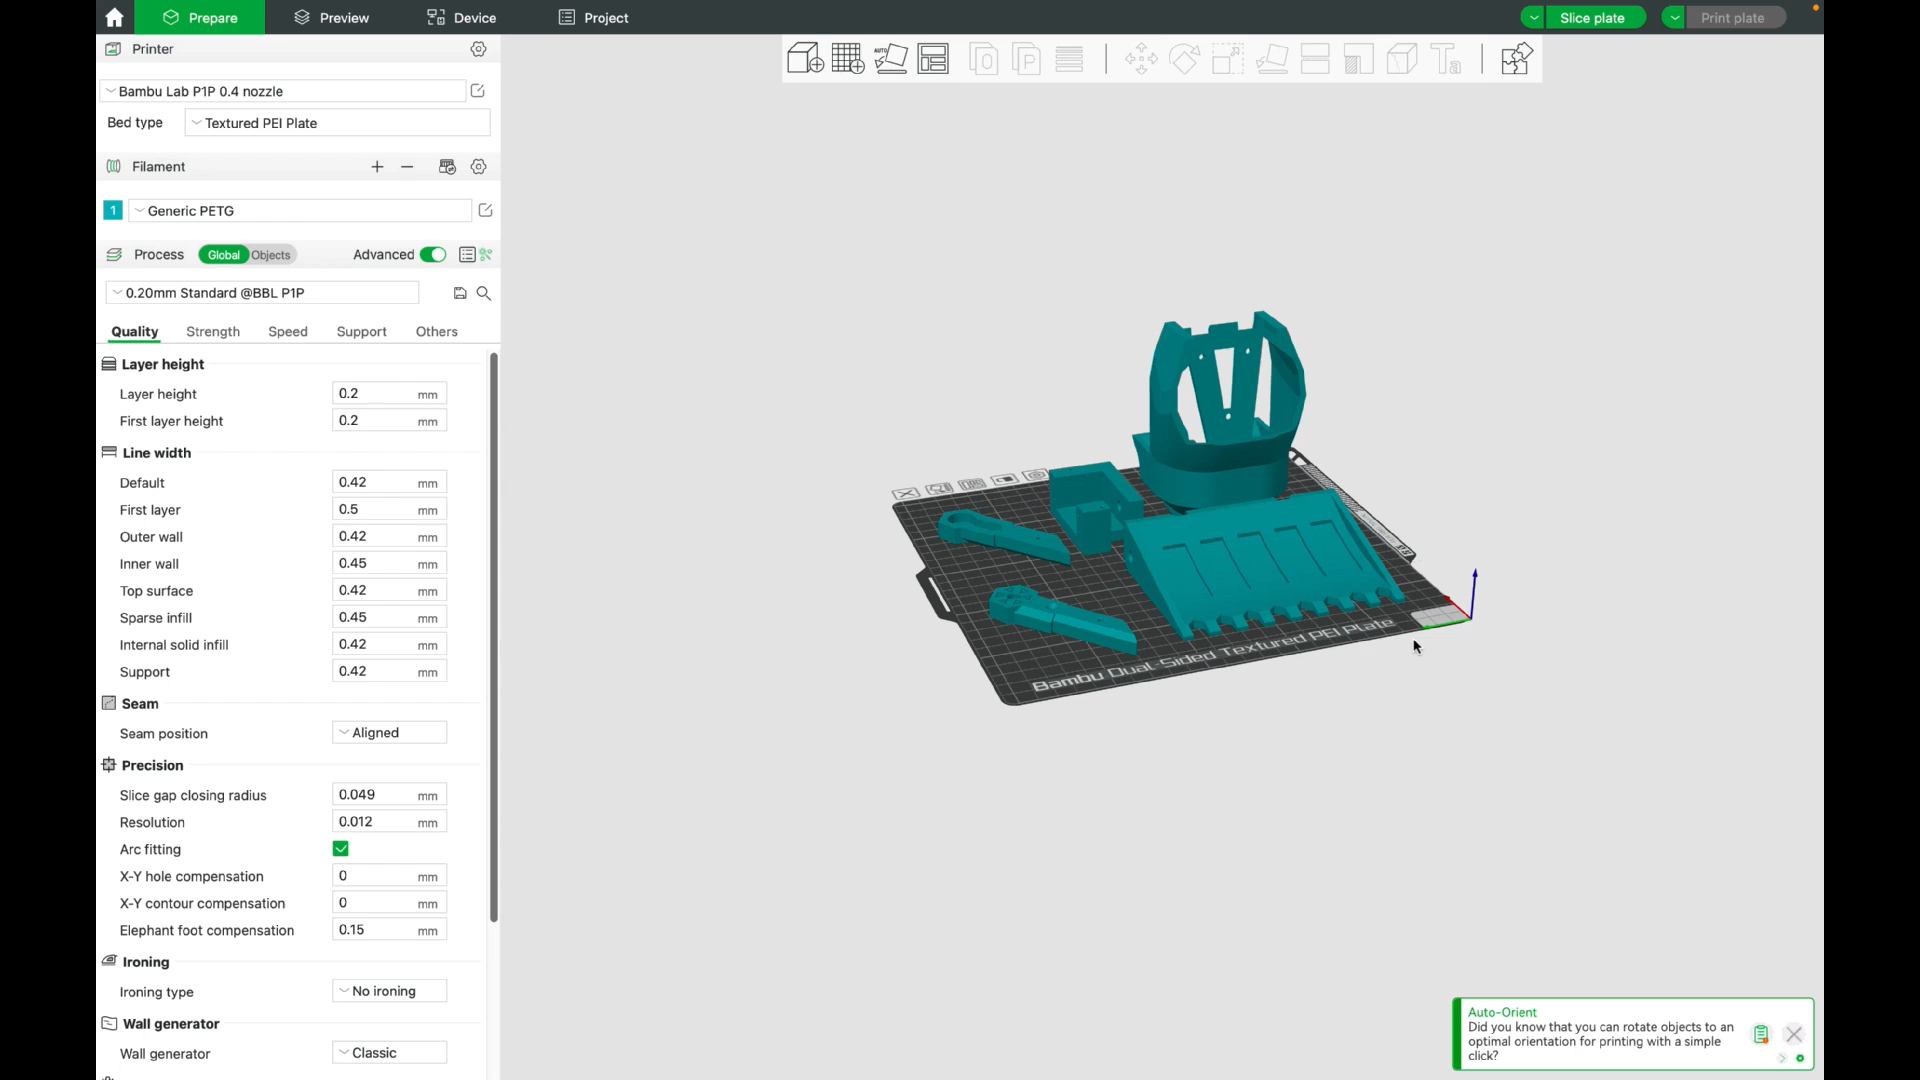 Prepare
Preview
Device
Project
Slice plate
Print plate
Printer
Bambu Lab P1P 0.4 nozzle
Bed type
Textured PEI Plate
Filament
1
Generic PETG
Process
Global
Objects
Advanced
0.20mm Standard @BBL P1P
Quality
Strength
Speed
Support
Others
Layer height
Layer height 0.2 mm
First layer height 0.2 mm
Line width
Default 0.42 mm
First layer 0.5 mm
Outer wall 0.42 mm
Inner wall 0.45 mm
Top surface 0.42 mm
Sparse infill 0.45 mm
Internal solid infill 0.42 mm
Support 0.42 mm
Seam
Seam position Aligned
Precision
Slice gap closing radius 0.049 mm
Resolution 0.012 mm
Arc fitting
X-Y hole compensation 0 mm
X-Y contour compensation 0 mm
Elephant foot compensation 0.15 mm
Ironing
Ironing type No ironing
Wall generator
Wall generator Classic
AUTO
Bambu Dual-Sided Textured PEI Plate
Auto-Orient
Did you know that you can rotate objects to an
optimal orientation for printing with a simple
click?